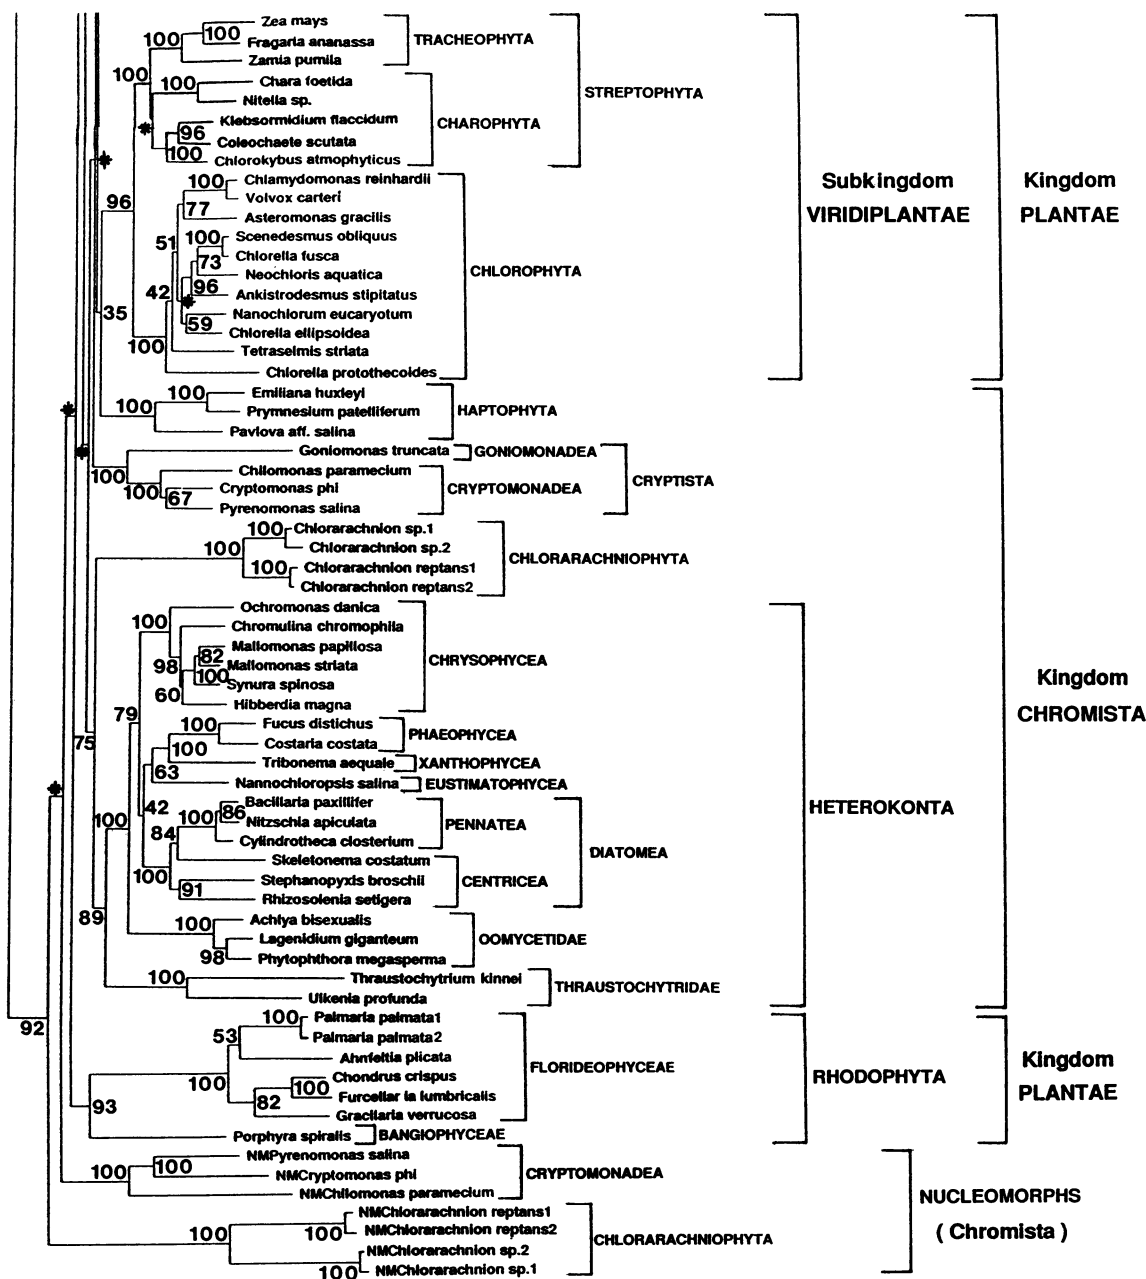 Zea mays
100
100
Fragaria ananassa
TRACHEOPHYTA
Zamia pumila
100
Chara foetida
100
Nitella sp.
STREPTOPHYTA
Klebsormidium flaccidum
CHAROPHYTA
*
96
Coleochaete scutata
100
Chlorokybus atmophyticus
*
Chlamydomonas reinhardii
100
Subkingdom
VIRIDIPLANTAE
Kingdom
PLANTAE
96
Volvox carteri
77
Asteromonas gracilis
Scenedesmus obliquus
100
51
Chlorella fusca
73
CHLOROPHYTA
Neochloris aquatica
42
96
Ankistrodesmus stipitatus
*
35
Nanochlorum eucaryotum
59
Chlorella ellipsoidea
100
Tetraselmis striata
Chlorella protothecoides
Emiliana huxleyi
100
*
100
Prymnesium patelliferum
HAPTOPHYTA
Pavlova aff. salina
*
Goniomonas truncata
GONIOMONADEA
100
Chilomonas paramecium
CRYPTISTA
100
Cryptomonas phi
CRYPTOMONADEA
67
Pyrenomonas salina
100
Chlorarachnion sp.1
100
Chlorarachnion sp.2
CHLORARACHNIOPHYTA
100
Chlorarachnion reptans1
Chlorarachnion reptans2
Ochromonas danica
100
Chromulina chromophila
Mallomonas papillosa
82
98
Mallomonas striata
CHRYSOPHYCEA
100
Synura spinosa
60
Hibberdia magna
Kingdom
CHROMISTA
79
Fucus distichus
100
PHAEOPHYCEA
75
100
Costaria costata
Tribonema aequale
XANTHOPHYCEA
63
Nannochloropsis salina
EUSTIMATOPHYCEA
*
42
Bacillaria paxillifer
86
100
Nitzschia apiculata
PENNATEA
HETEROKONTA
100
84
Cylindrotheca closterium
DIATOMEA
Skeletonema costatum
100
Stephanopyxis broschii
CENTRICEA
91
Rhizosolenia setigera
89
Achlya bisexualis
100
Lagenidium giganteum
OOMYCETIDAE
98
Phytophthora megasperma
100
Thraustochytrium kinnei
THRAUSTOCHYTRIDAE
Ulkenia profunda
92
100
Palmaria palmata1
53
Palmaria palmata2
Ahnfeltia plicata
FLORIDEOPHYCEAE
RHODOPHYTA
Kingdom
PLANTAE
100
Chondrus crispus
100
Furcellar ia lumbricalis
93
82
Gracilaria verrucosa
Porphyra spiralis
BANGIOPHYCEAE
NMPyrenomonas salina
100
100
NMCryptomonas phi
CRYPTOMONADEA
NMChilomonas paramecium
NUCLEOMORPHS
( Chromista )
NMChlorarachnion reptans1
100
100
NMChlorarachnion reptans2
CHLORARACHNIOPHYTA
NMChlorarachnion sp.2
100
NMChlorarachnion sp.1